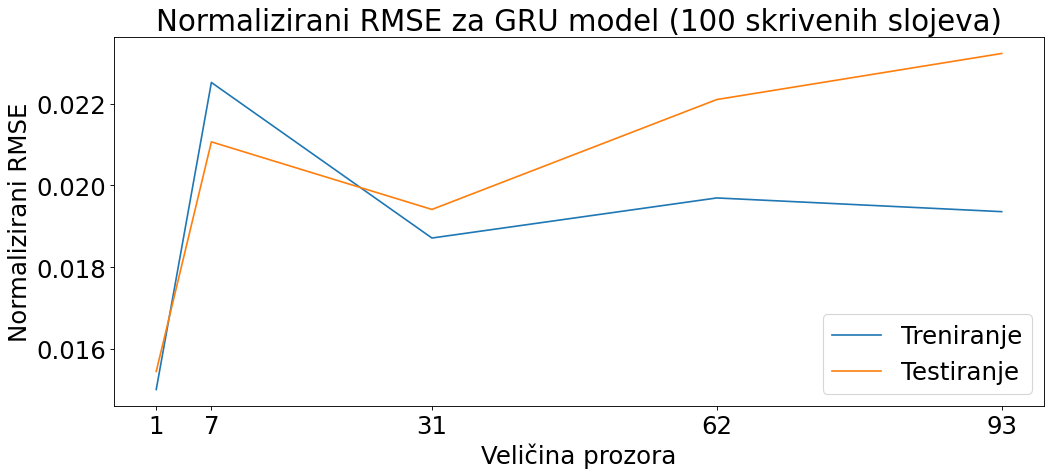 Normalizirani RMSE za GRU model (100 skrivenih slojeva)
Normalizirani RMSE
0.022
0.020
0.018
0.016
Treniranje
Testiranje
1 7 31 62 93
Veličina prozora